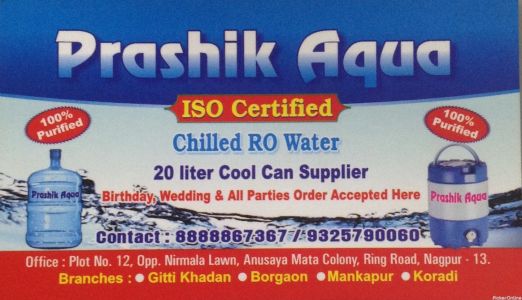 Prashik Aqua
ISO Certified
100% Purified
100% Purified
Chilled RO Water
20 liter Cool Can Supplier
Prashik Aqua
Prashik Aqua
Birthday, Wedding & All Parties Order Accepted Here
Contact : 8888867367 / 9325790060
Office : Plot No. 12, Opp. Nirmala Lawn, Anusaya Mata Colony, Ring Road, Nagpur - 13.
Branches : ● Gitti Khadan ● Borgaon ● Mankapur ● Koradi